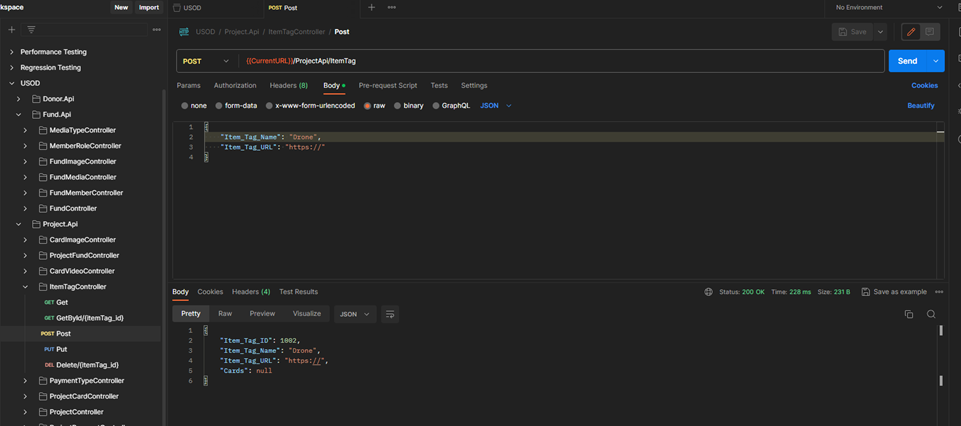 kspace
New Import
USOD
POST Post
No Environment
USOD / Project.Api / ItemTagController / Post
Save
POST
{{CurrentURL}}/ProjectApi/ItemTag
Send
Params Authorization Headers (8) Body Pre-request Script Tests Settings
Cookies
none form-data x-www-form-urlencoded raw binary GraphQL JSON
Beautify
1 {
2 "Item_Tag_Name": "Drone",
3 "Item_Tag_URL": "https://"
4 }
Performance Testing
Regression Testing
USOD
Donor.Api
Fund.Api
MediaTypeController
MemberRoleController
FundImageController
FundMediaController
FundMemberController
FundController
Project.Api
CardImageController
ProjectFundController
CardVideoController
ItemTagController
GET Get
GET GetById/{itemTag_id}
POST Post
PUT Put
DEL Delete/{ItemTag_id}
PaymentTypeController
ProjectCardController
ProjectController
Body Cookies Headers (4) Test Results
Status: 200 OK Time: 228 ms Size: 231 B Save as example
Pretty Raw Preview Visualize JSON
1 {
2 "Item_Tag_ID": 1002,
3 "Item_Tag_Name": "Drone",
4 "Item_Tag_URL": "https://",
5 "Cards": null
6 }